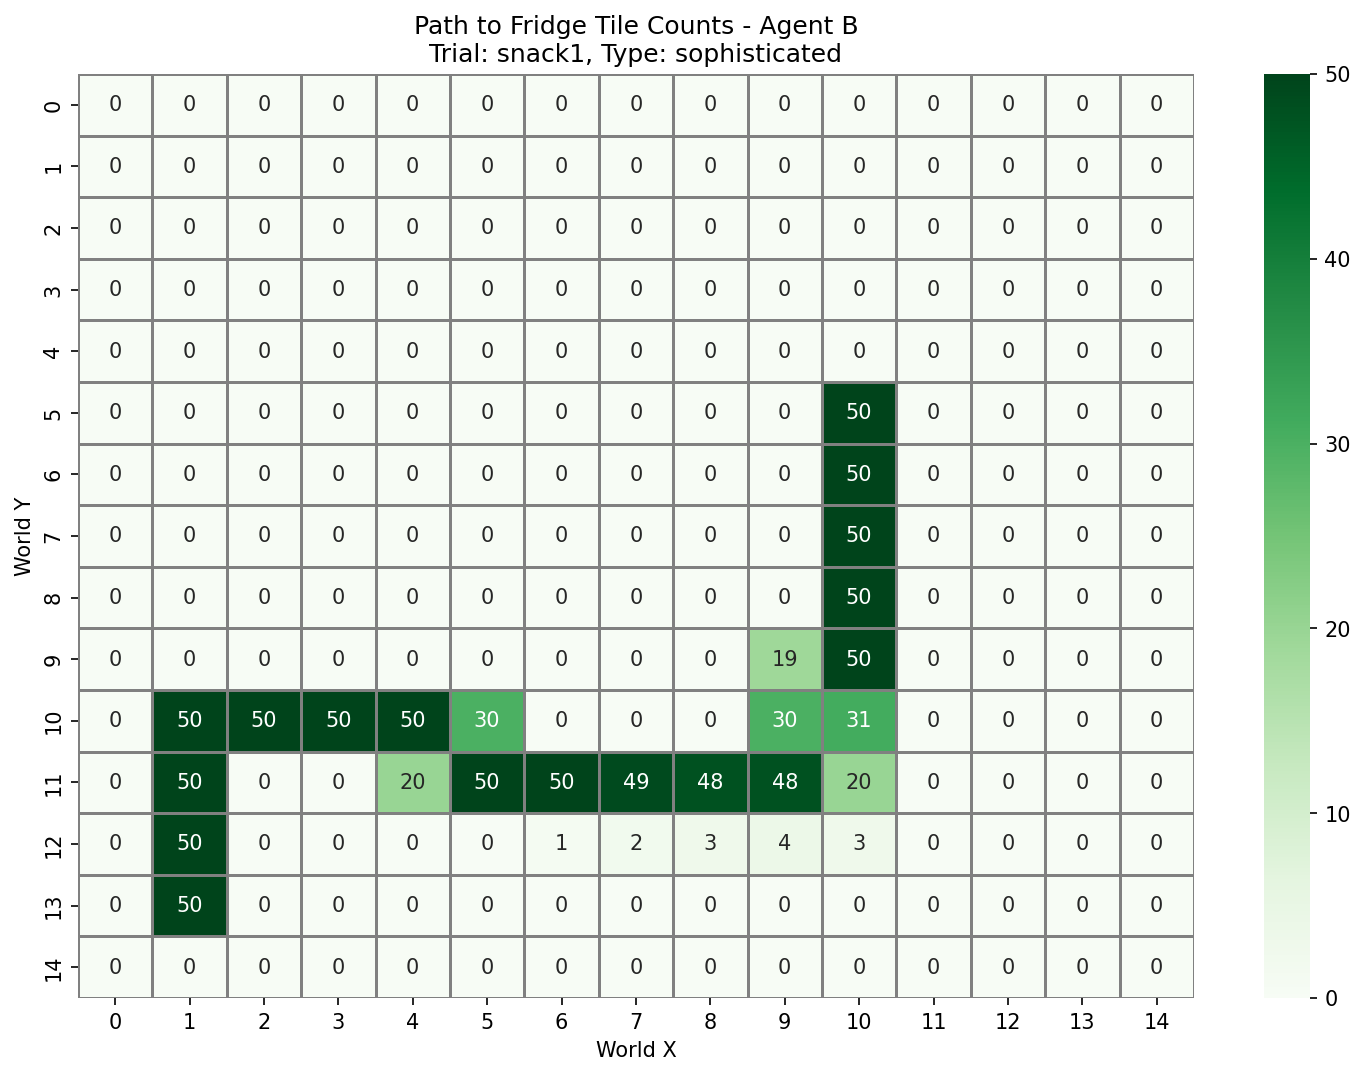 Path to Fridge Tile Counts - Agent B
Trial: snack1, Type: sophisticated
World Y
0 0 0 0 0 0 0 0 0 0 0 0 0 0 0 0
1 0 0 0 0 0 0 0 0 0 0 0 0 0 0 0
2 0 0 0 0 0 0 0 0 0 0 0 0 0 0 0
3 0 0 0 0 0 0 0 0 0 0 0 0 0 0 0
4 0 0 0 0 0 0 0 0 0 0 0 0 0 0 0
5 0 0 0 0 0 0 0 0 0 0 50 0 0 0 0
6 0 0 0 0 0 0 0 0 0 0 50 0 0 0 0
7 0 0 0 0 0 0 0 0 0 0 50 0 0 0 0
8 0 0 0 0 0 0 0 0 0 0 50 0 0 0 0
9 0 0 0 0 0 0 0 0 0 19 50 0 0 0 0
10 0 50 50 50 50 30 0 0 0 30 31 0 0 0 0
11 0 50 0 0 20 50 50 49 48 48 20 0 0 0 0
12 0 50 0 0 0 0 1 2 3 4 3 0 0 0 0
13 0 50 0 0 0 0 0 0 0 0 0 0 0 0 0
14 0 0 0 0 0 0 0 0 0 0 0 0 0 0 0
0 1 2 3 4 5 6 7 8 9 10 11 12 13 14
World X
50
40
30
20
10
0